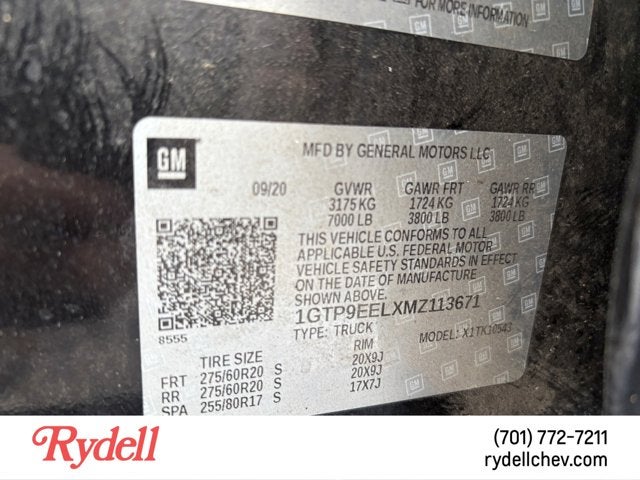 FOR MORE INFORMATION
GM
MFD BY GENERAL MOTORS LLC
09/20 GVWR GAWR FRT GAWR RR
3175 KG 1724 KG 1724 KG
7000 LB 3800 LB 3800 LB
THIS VEHICLE CONFORMS TO ALL
APPLICABLE U.S. FEDERAL MOTOR
VEHICLE SAFETY STANDARDS IN EFFECT
ON THE DATE OF MANUFACTURE
SHOWN ABOVE.
1GTP9EELXMZ113671
8555 TYPE: TRUCK MODEL: X1TK10543
TIRE SIZE RIM
FRT 275/60R20 S 20X9J
RR 275/60R20 S 20X9J
SPA 255/80R17 S 17X7J
Rydell
(701) 772-7211
rydellchev.com